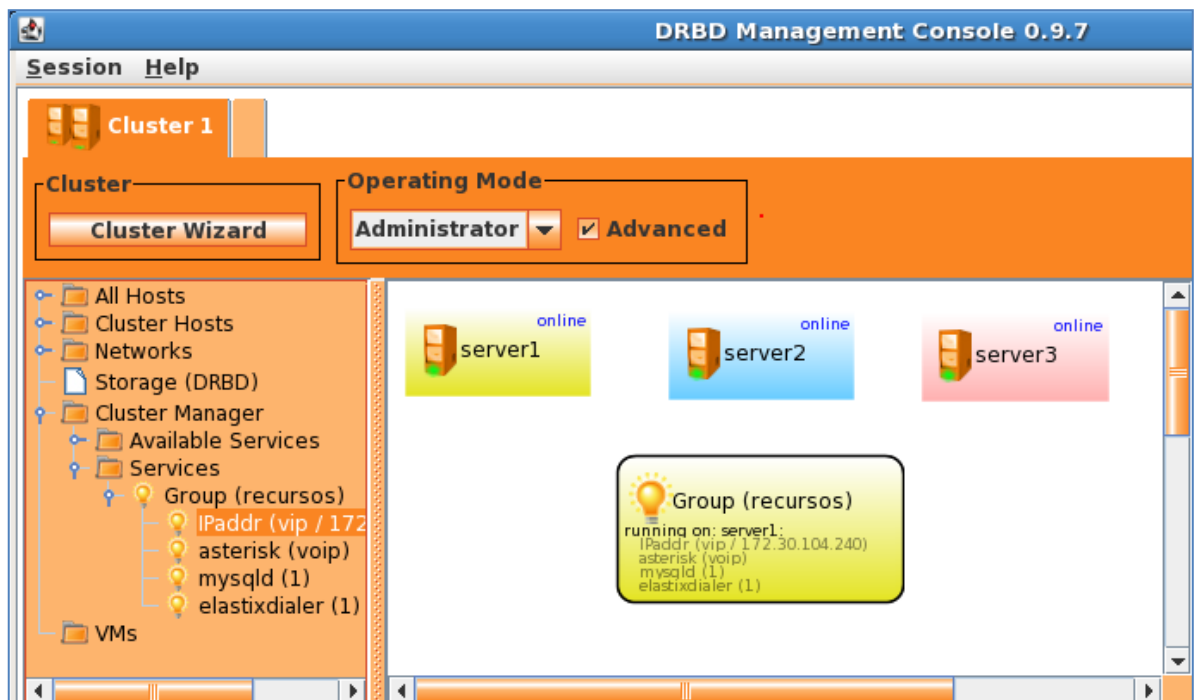 DRBD Management Console 0.9.7
Session Help
Cluster 1
Cluster
Cluster Wizard
Operating Mode
Administrator
Advanced
All Hosts
Cluster Hosts
Networks
Storage (DRBD)
Cluster Manager
Available Services
Services
Group (recursos)
IPaddr (vip / 172
asterisk (voip)
mysqld (1)
elastixdialer (1)
VMs
online
server1
online
server2
online
server3
Group (recursos)
running on: server1:
IPaddr (vip / 172.30.104.240)
asterisk (voip)
mysqld (1)
elastixdialer (1)